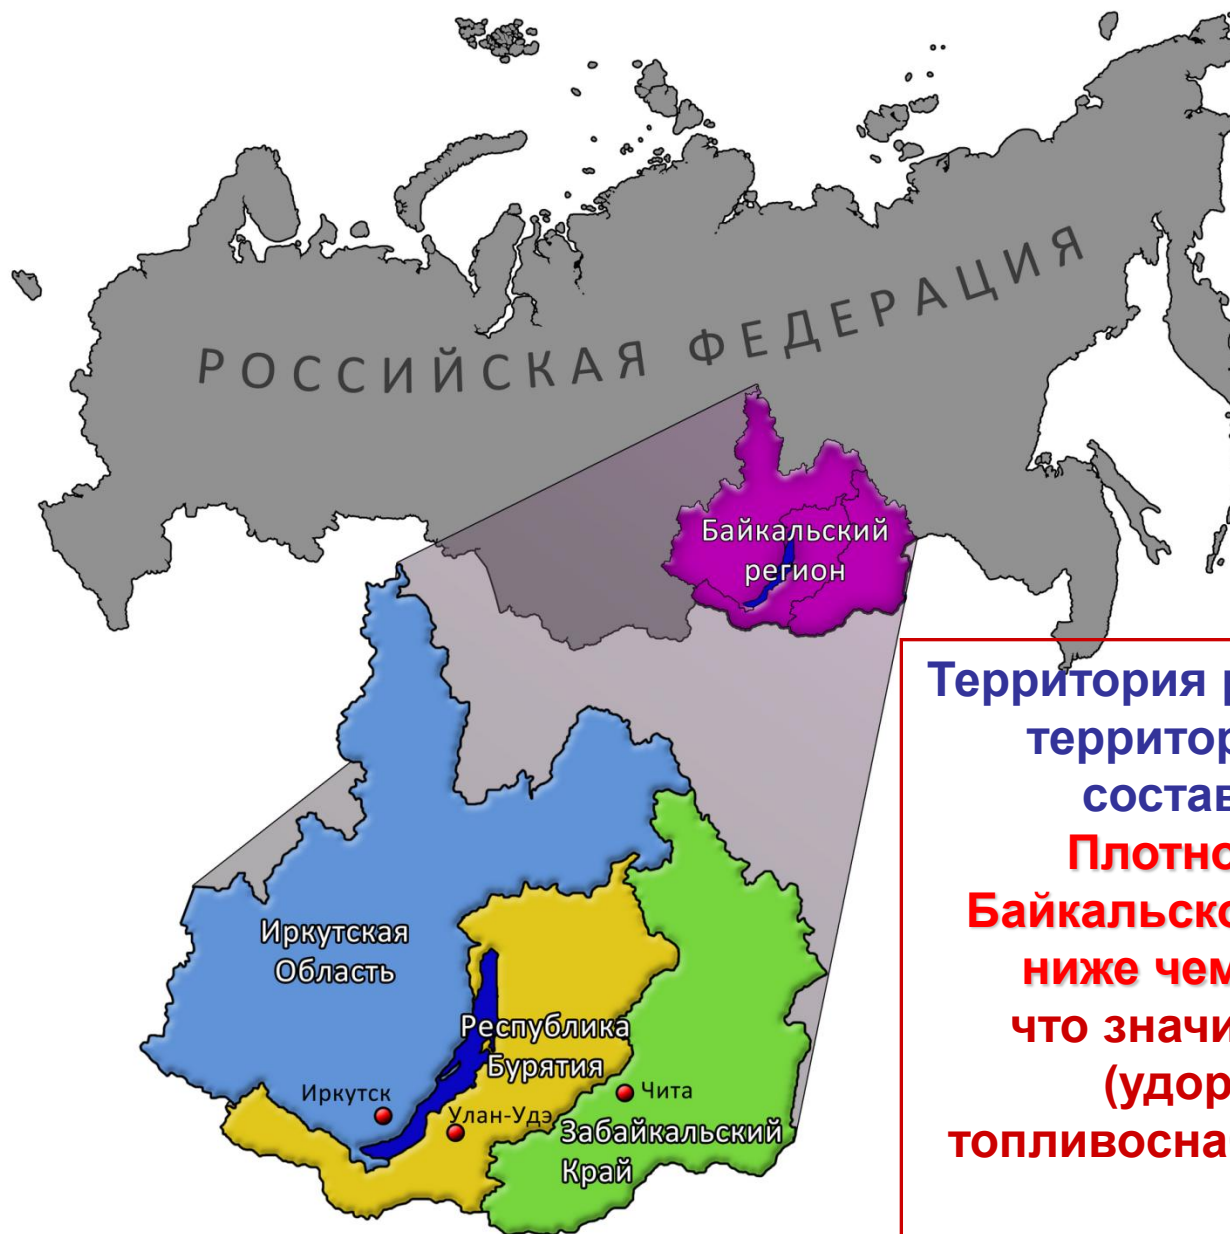 РОССИЙСКАЯ ФЕДЕРАЦИЯ
Байкальский
регион
Иркутская
Область
Республика
Бурятия
Иркутск
Улан-Удэ
Чита
Забайкальский
Край
Территория
территор
состав
Плотно
Байкальско
ниже чем
что значи
(удор
топливосна